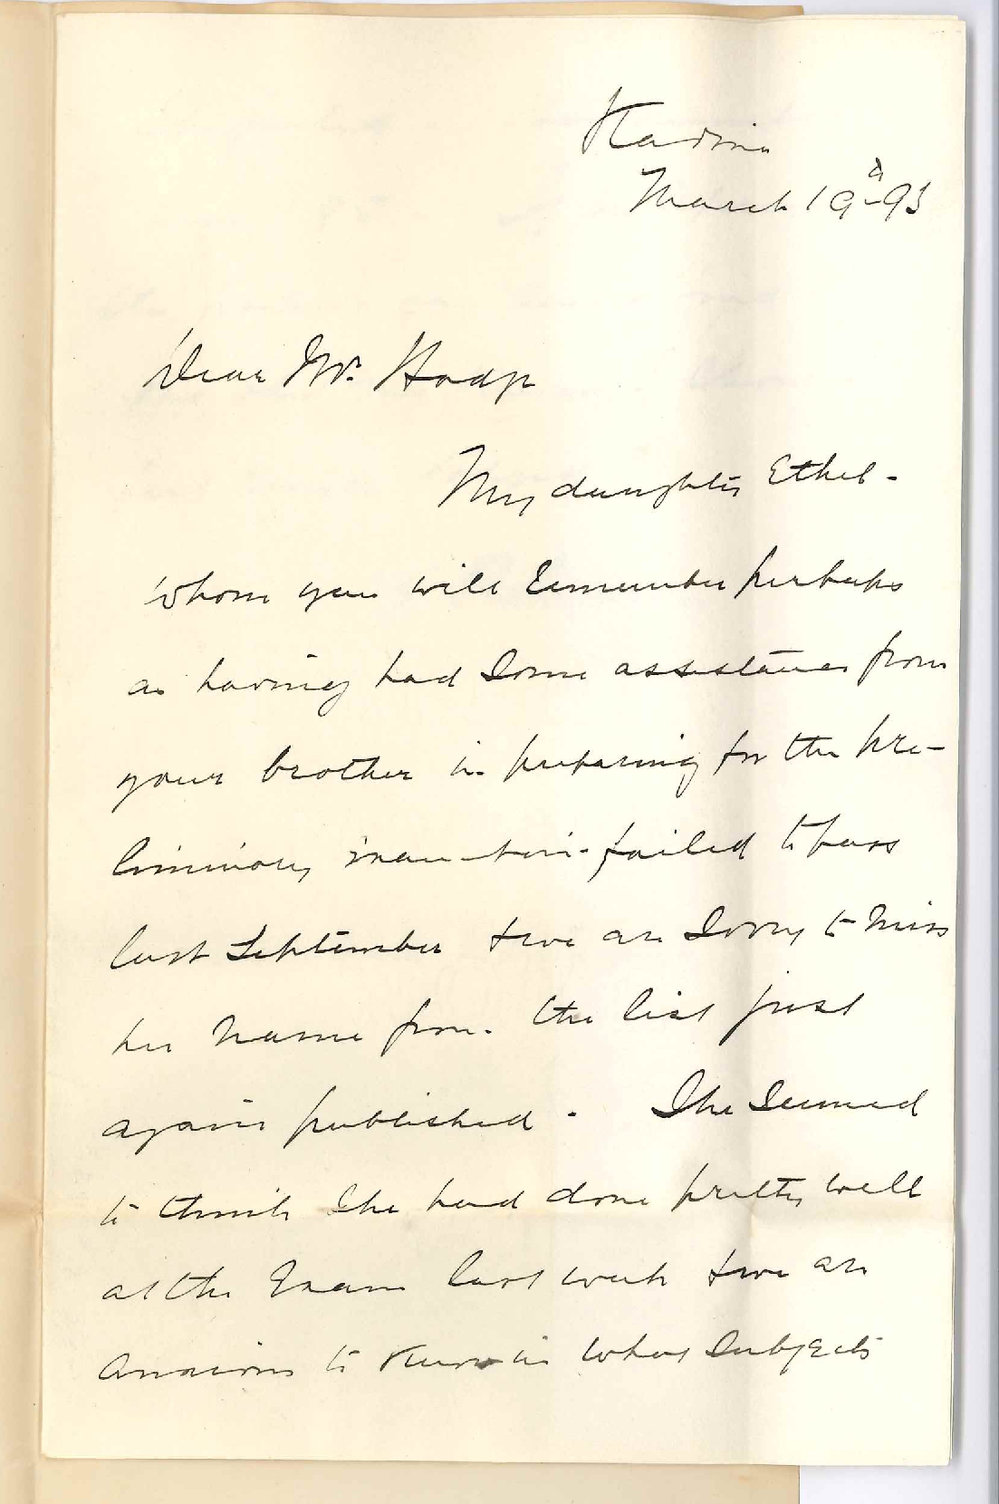 Kadina
March 19th-93
Dear Mr. Hodge
My daughter Ethel -
whom you will remember perhaps
as having had some assistance from
your brother in preparing for the pre-
liminary examination failed to pass
last September & we are sorry to miss
her name from the list just
again published - She seemed
to think she had done pretty well
at the Exam last week & we are
anxious to know in what subjects